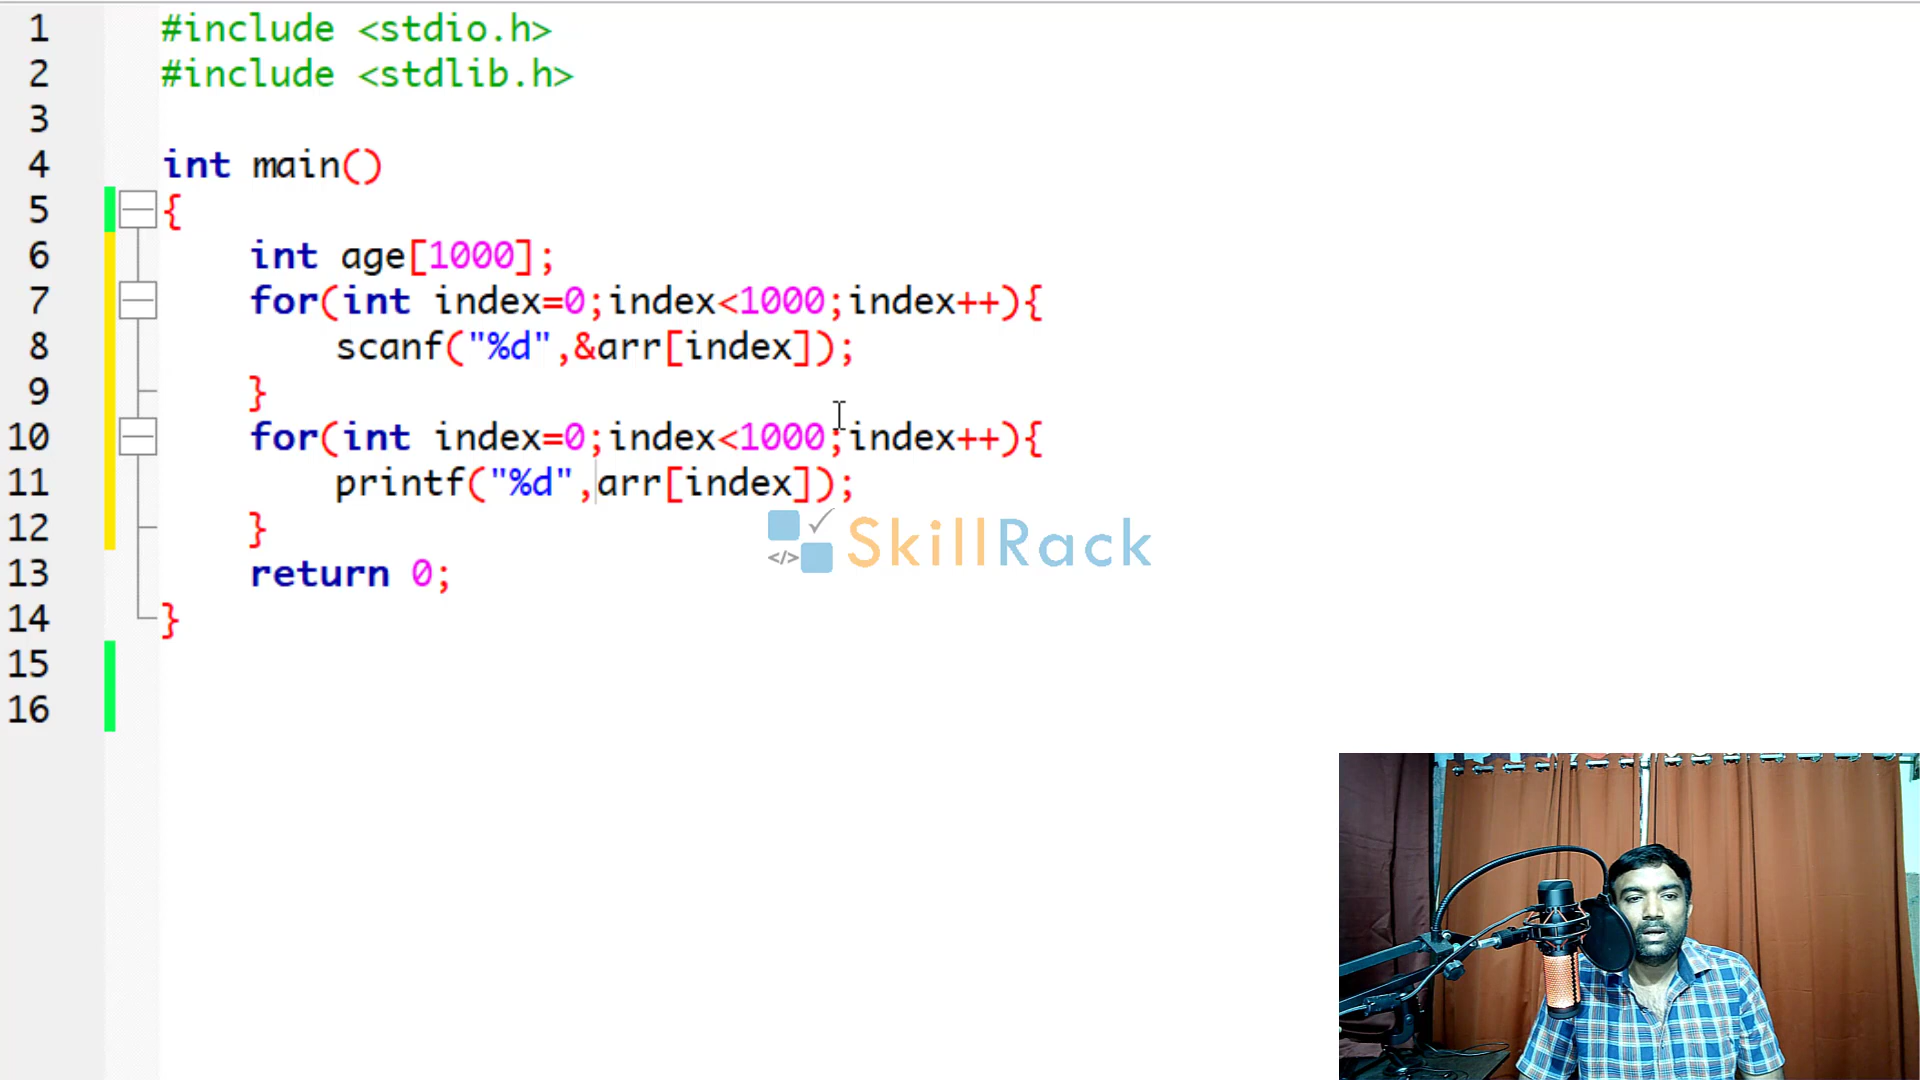 1 #include <stdio.h>
2 #include <stdlib.h>
3
4 int main()
5 {
6 int age[1000];
7 for(int index=0;index<1000;index++){
8 scanf("%d",&arr[index]);
9 }
10 for(int index=0;index<1000;index++){
11 printf("%d",arr[index]);
12 }
13 return 0;
14 }
15
16
</> SkillRack